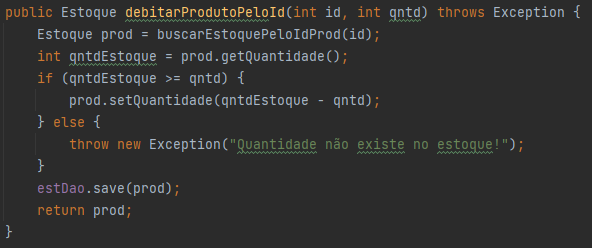 public Estoque debitarProdutoPeloId(int id, int qntd) throws Exception {
    Estoque prod = buscarEstoquePeloIdProd(id);
    int qntdEstoque = prod.getQuantidade();
    if (qntdEstoque >= qntd) {
        prod.setQuantidade(qntdEstoque - qntd);
    } else {
        throw new Exception("Quantidade não existe no estoque!");
    }
    estDao.save(prod);
    return prod;
}